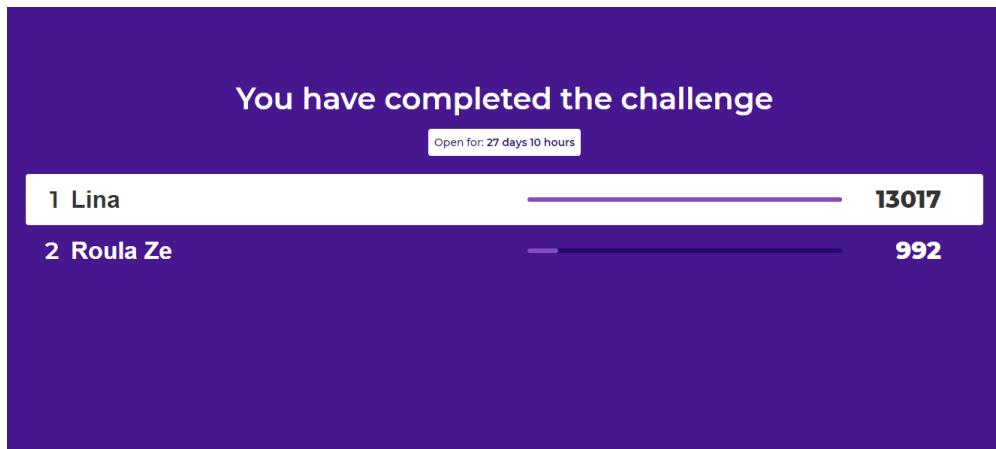 You have completed the challenge
Open for: 27 days 10 hours
1 Lina 13017
2 Roula Ze 992